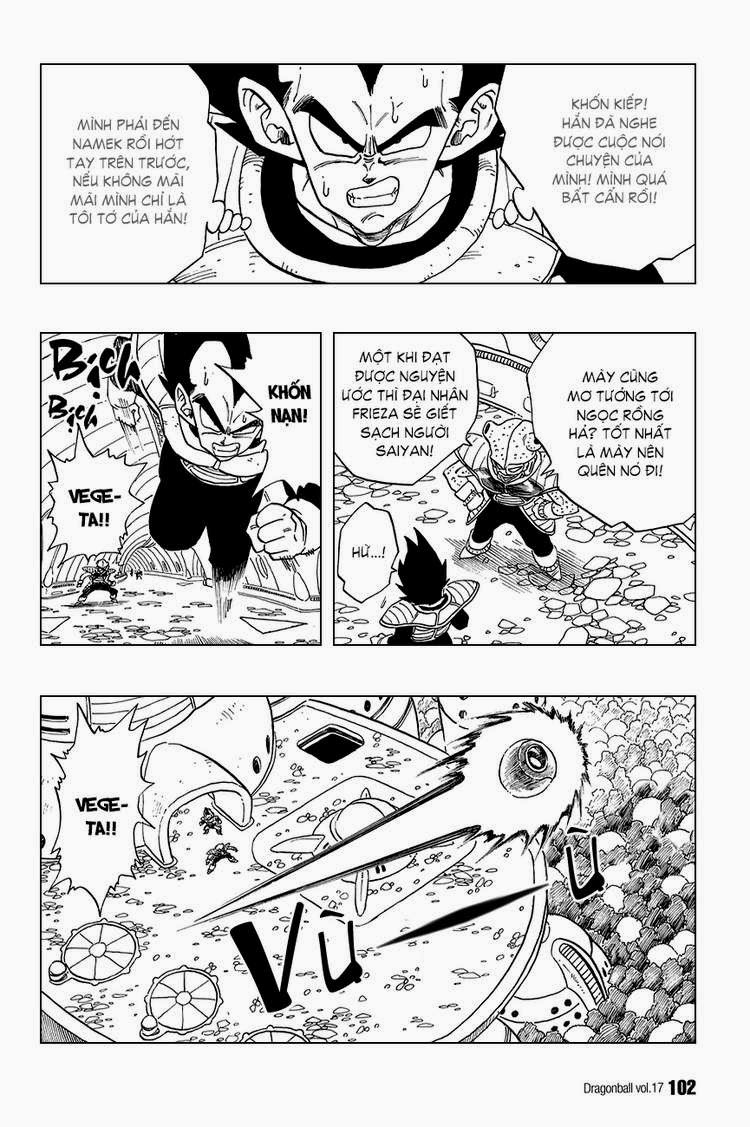 KHỐN KIẾP!
HẮN ĐÃ NGHE
ĐƯỢC CUỘC NÓI
CHUYỆN CỦA
MÌNH! MÌNH QUÁ
BẤT CẨN RỒI!
MÌNH PHẢI ĐẾN
NAMEK RỒI HỚT
TAY TRÊN TRƯỚC,
NẾU KHÔNG MÃI
MÃI MÌNH CHỈ LÀ
TÔI TỚ CỦA HẮN!
MÀY CŨNG
MƠ TƯỞNG TỚI
NGỌC RỒNG
HẢ? TỐT NHẤT
LÀ MÀY NÊN
QUÊN NÓ ĐI!
MỘT KHI ĐẠT
ĐƯỢC NGUYỆN
ƯỚC THÌ ĐẠI NHÂN
FRIEZA SẼ GIẾT
SẠCH NGƯỜI
SAIYAN!
HỪ...!
KHỐN
NẠN!
BỊCH
BỊCH
VEGE-
TA!!
VEGE-
TA!!
VÙ
Ù
Dragonball vol.17 102